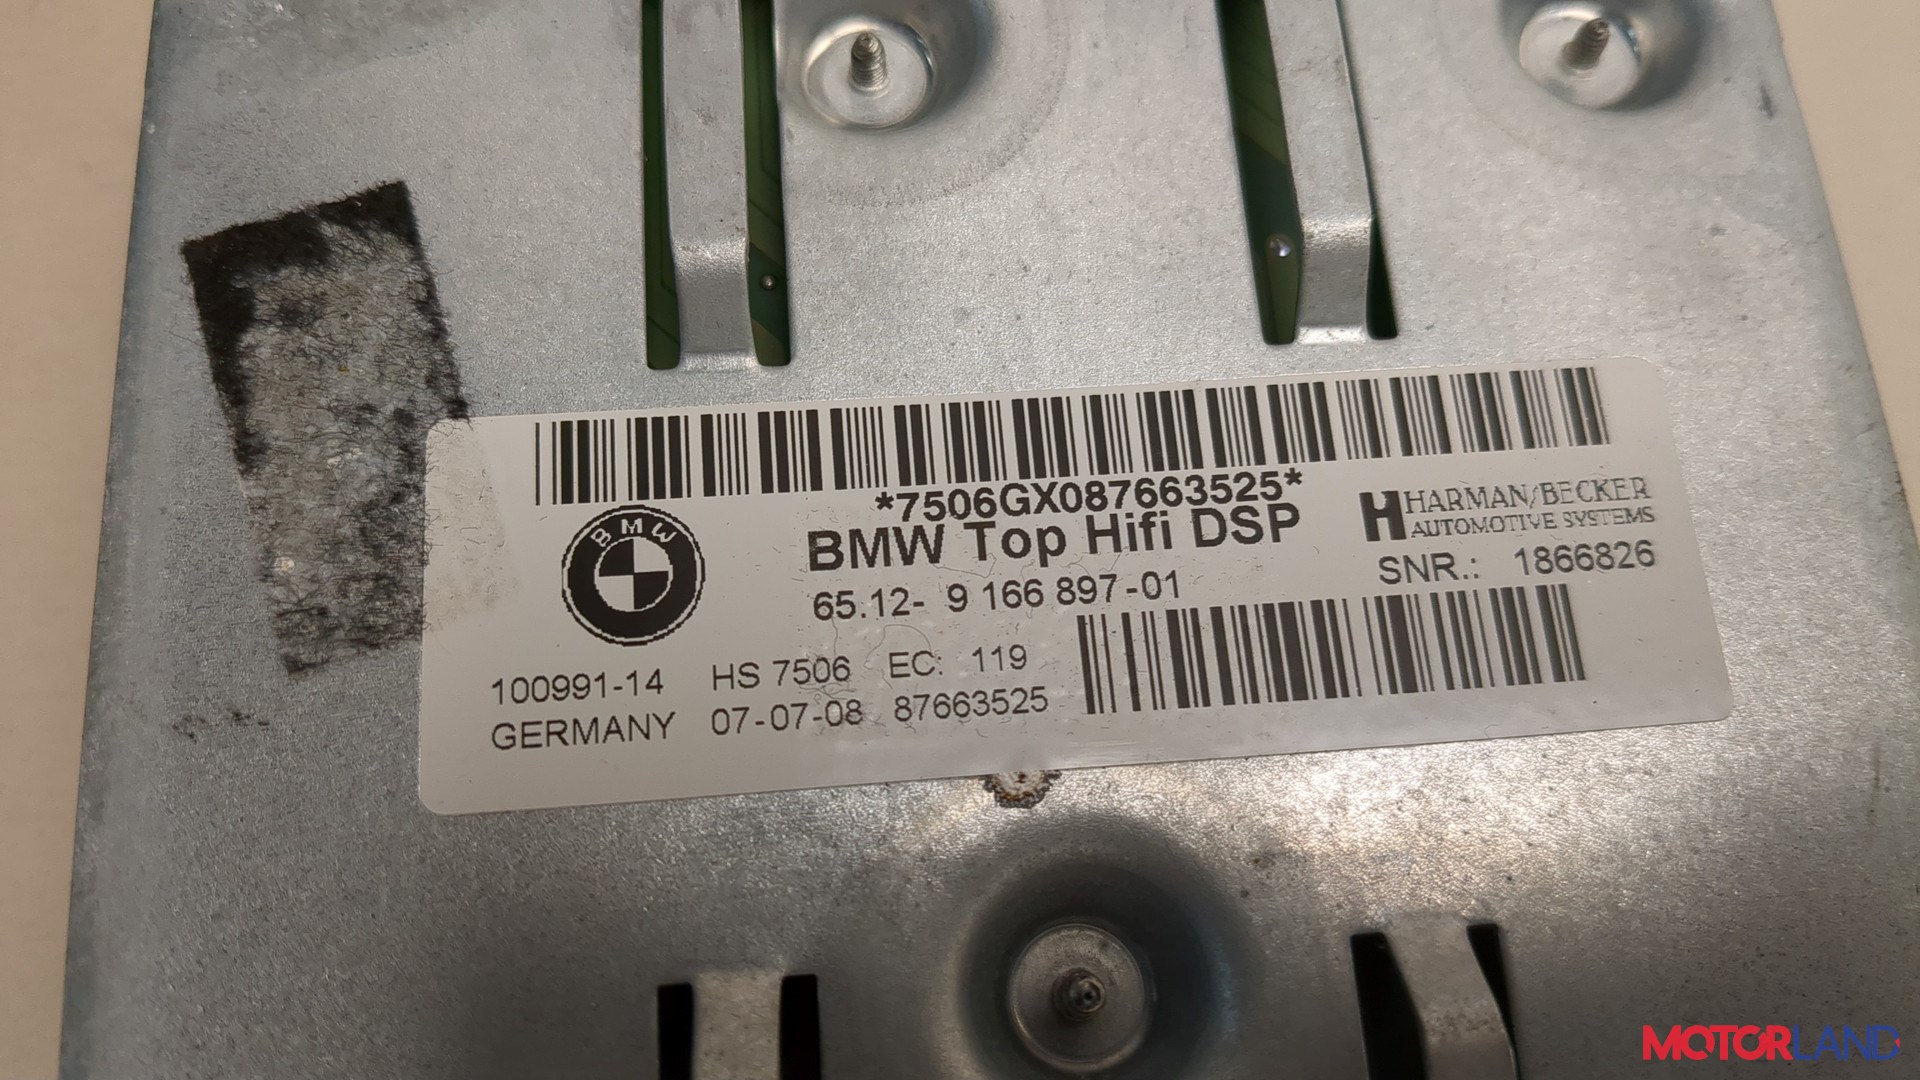 *7506GX087663525*
BMW
BMW Top Hifi DSP
65.12- 9 166 897-01
HARMAN/BECKER
AUTOMOTIVE SYSTEMS
SNR.: 1866826
100991-14 HS 7506 EC: 119
GERMANY 07-07-08 87663525
MOTORLAND